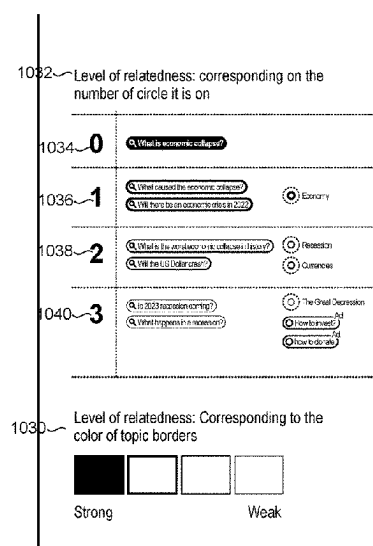 1032
Level of relatedness: corresponding on the
number of circle it is on
1034
0
What is economic collapse?
1036
1
What caused the economic collapse?
Will there be an economic crisis in 2023
Economy
1038
2
What is the worst economic collapse in history?
Will the US Dollar crash?
Recession
Currencies
1040
3
Is 2023 recession coming?
What happens in a recession?
The Great Depression
Ad
How to invest?
Ad
how to donate
1030
Level of relatedness: Corresponding to the
color of topic borders
Strong
Weak